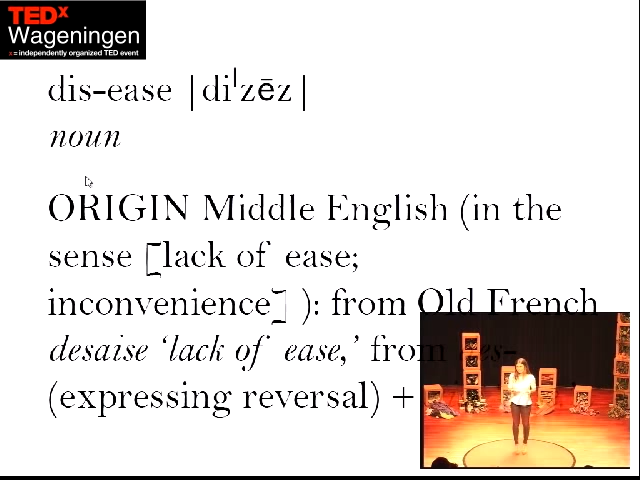 TEDx
Wageningen
x = independently organized TED event
dis-ease |diˈzēz|
noun
ORIGIN Middle English (in the
sense [lack of ease;
inconvenience] ): from Old French
desaise ‘lack of ease,’ from des-
(expressing reversal) +